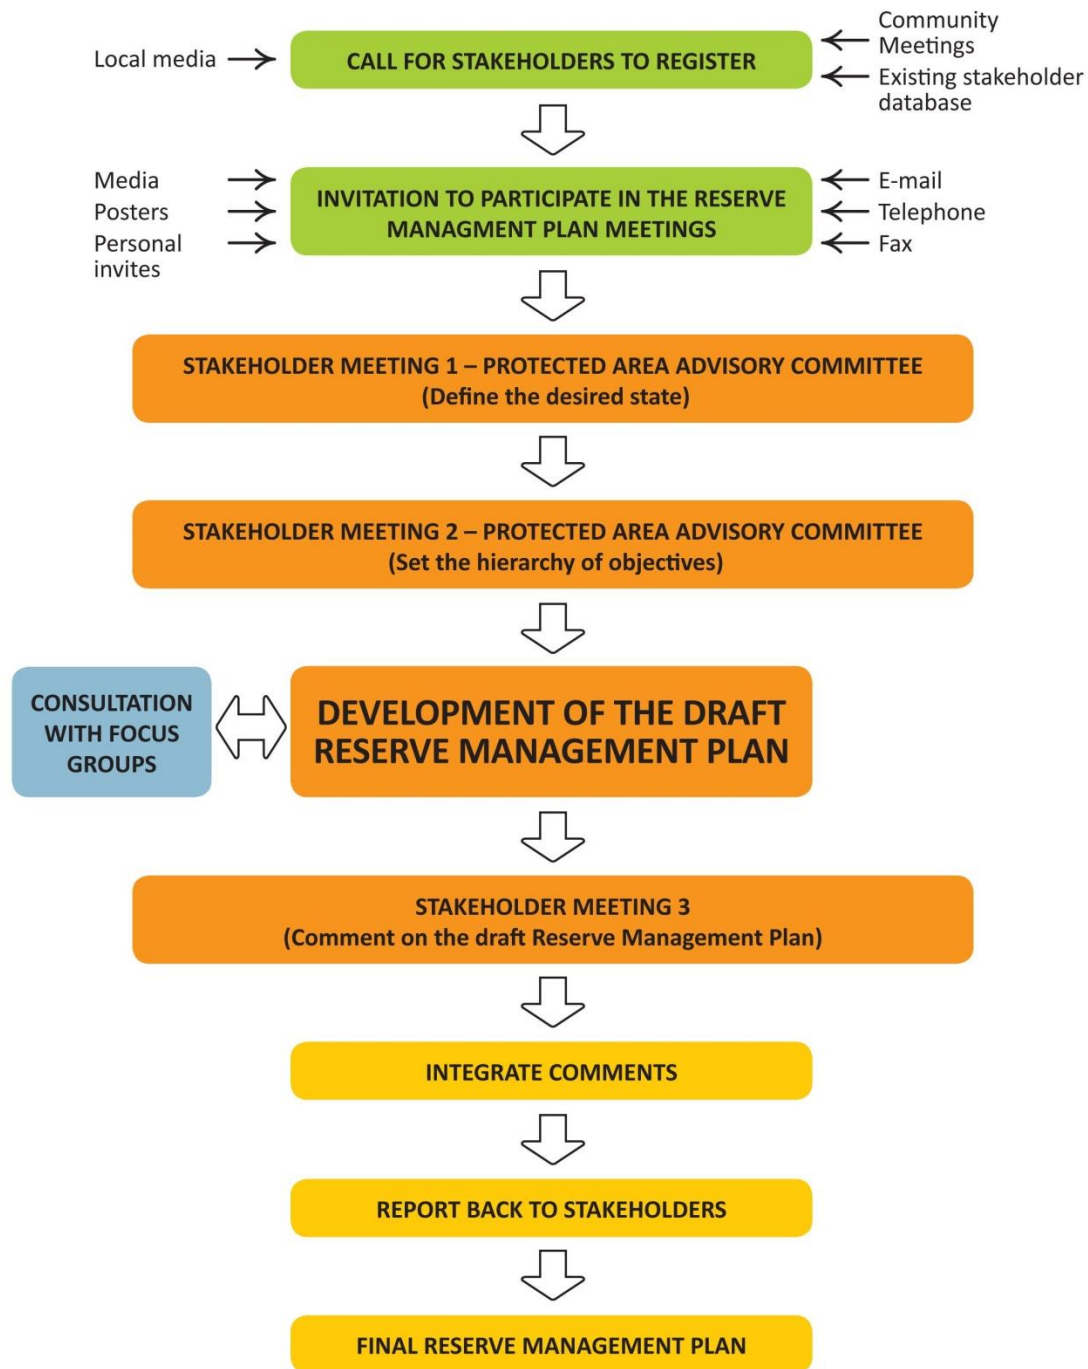 Local media
CALL FOR STAKEHOLDERS TO REGISTER
Community
Meetings
Existing stakeholder
database
Media
Posters
Personal
invites
INVITATION TO PARTICIPATE IN THE RESERVE
MANAGMENT PLAN MEETINGS
E-mail
Telephone
Fax
STAKEHOLDER MEETING 1 – PROTECTED AREA ADVISORY COMMITTEE
(Define the desired state)
STAKEHOLDER MEETING 2 – PROTECTED AREA ADVISORY COMMITTEE
(Set the hierarchy of objectives)
CONSULTATION
WITH FOCUS
GROUPS
DEVELOPMENT OF THE DRAFT
RESERVE MANAGEMENT PLAN
STAKEHOLDER MEETING 3
(Comment on the draft Reserve Management Plan)
INTEGRATE COMMENTS
REPORT BACK TO STAKEHOLDERS
FINAL RESERVE MANAGEMENT PLAN